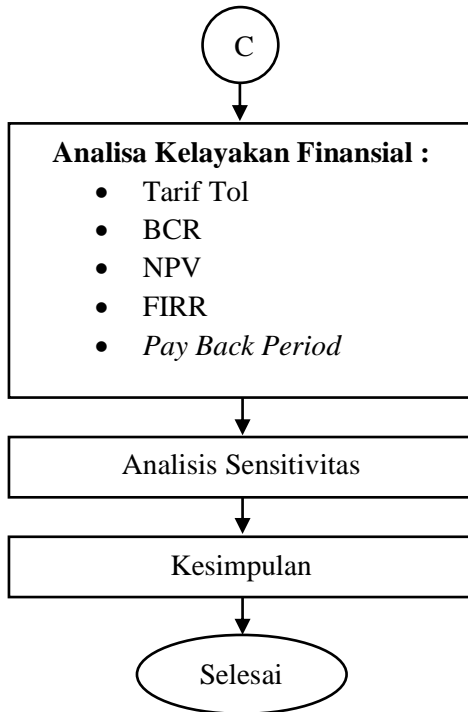 C
Analisa Kelayakan Finansial :
• Tarif Tol
• BCR
• NPV
• FIRR
• Pay Back Period
Analisis Sensitivitas
Kesimpulan
Selesai